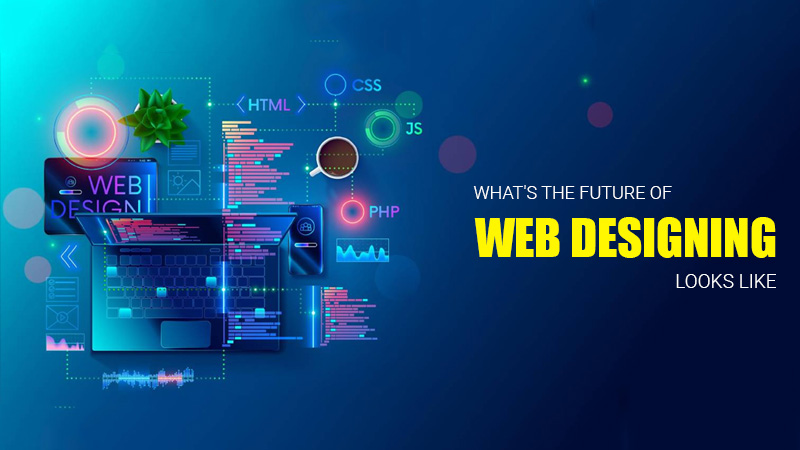 CSS
< HTML >
JS
WEB
DESIGN
PHP
WHAT'S THE FUTURE OF
WEB DESIGNING
LOOKS LIKE